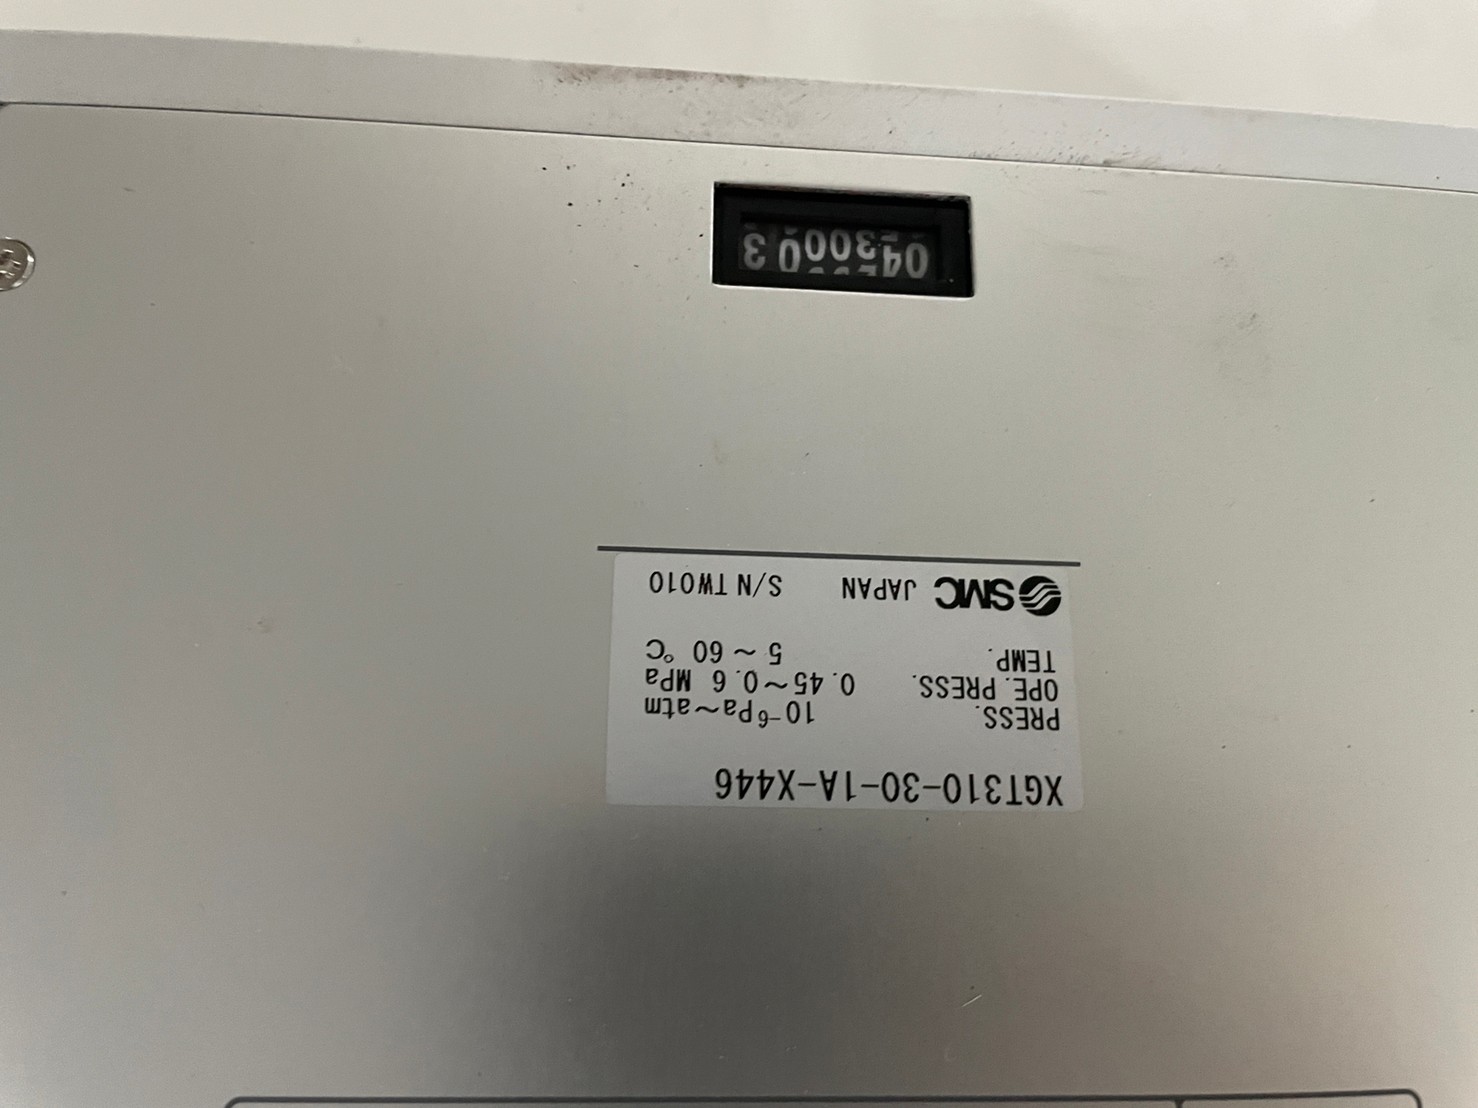 XGT310-30-1A-X446
PRESS. 10⁻⁶Pa~atm
OPE. PRESS. 0.45~0.6 MPa
TEMP. 5 ~ 60 °C
SMC JAPAN S/N TW010